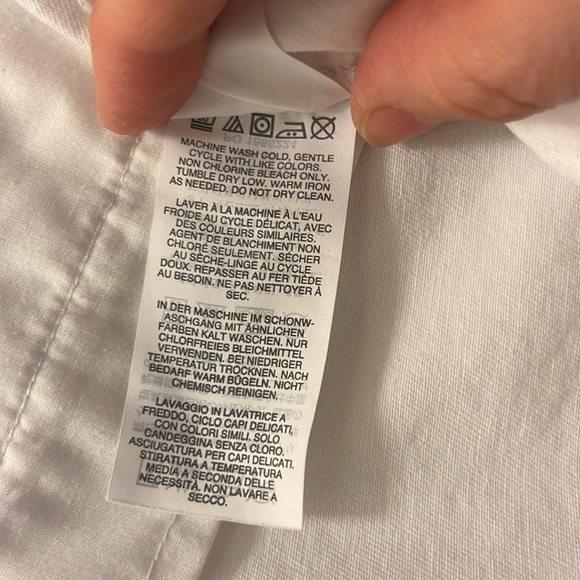 MACHINE WASH COLD, GENTLE
CYCLE WITH LIKE COLORS.
NON CHLORINE BLEACH ONLY.
TUMBLE DRY LOW. WARM IRON
AS NEEDED. DO NOT DRY CLEAN.
LAVER À LA MACHINE À L'EAU
FROIDE AU CYCLE DÉLICAT, AVEC
DES COULEURS SIMILAIRES.
AGENT DE BLANCHIMENT NON
CHLORÉ SEULEMENT. SÉCHER
AU SÈCHE-LINGE AU CYCLE
DOUX. REPASSER AU FER TIÈDE
AU BESOIN. NE PAS NETTOYER À
SEC.
IN DER MASCHINE IM SCHONW-
ASCHGANG MIT ÄHNLICHEN
FARBEN KALT WASCHEN. NUR
CHLORFREIES BLEICHMITTEL
VERWENDEN. BEI NIEDRIGER
TEMPERATUR TROCKNEN. NACH
BEDARF WARM BÜGELN. NICHT
CHEMISCH REINIGEN.
LAVAGGIO IN LAVATRICE A
FREDDO, CICLO CAPI DELICATI,
CON COLORI SIMILI. SOLO
CANDEGGINA SENZA CLORO.
ASCIUGATURA PER CAPI DELICATI.
STIRATURA A TEMPERATURA
MEDIA A SECONDA DELLE
NECESSITÀ. NON LAVARE A
SECCO.